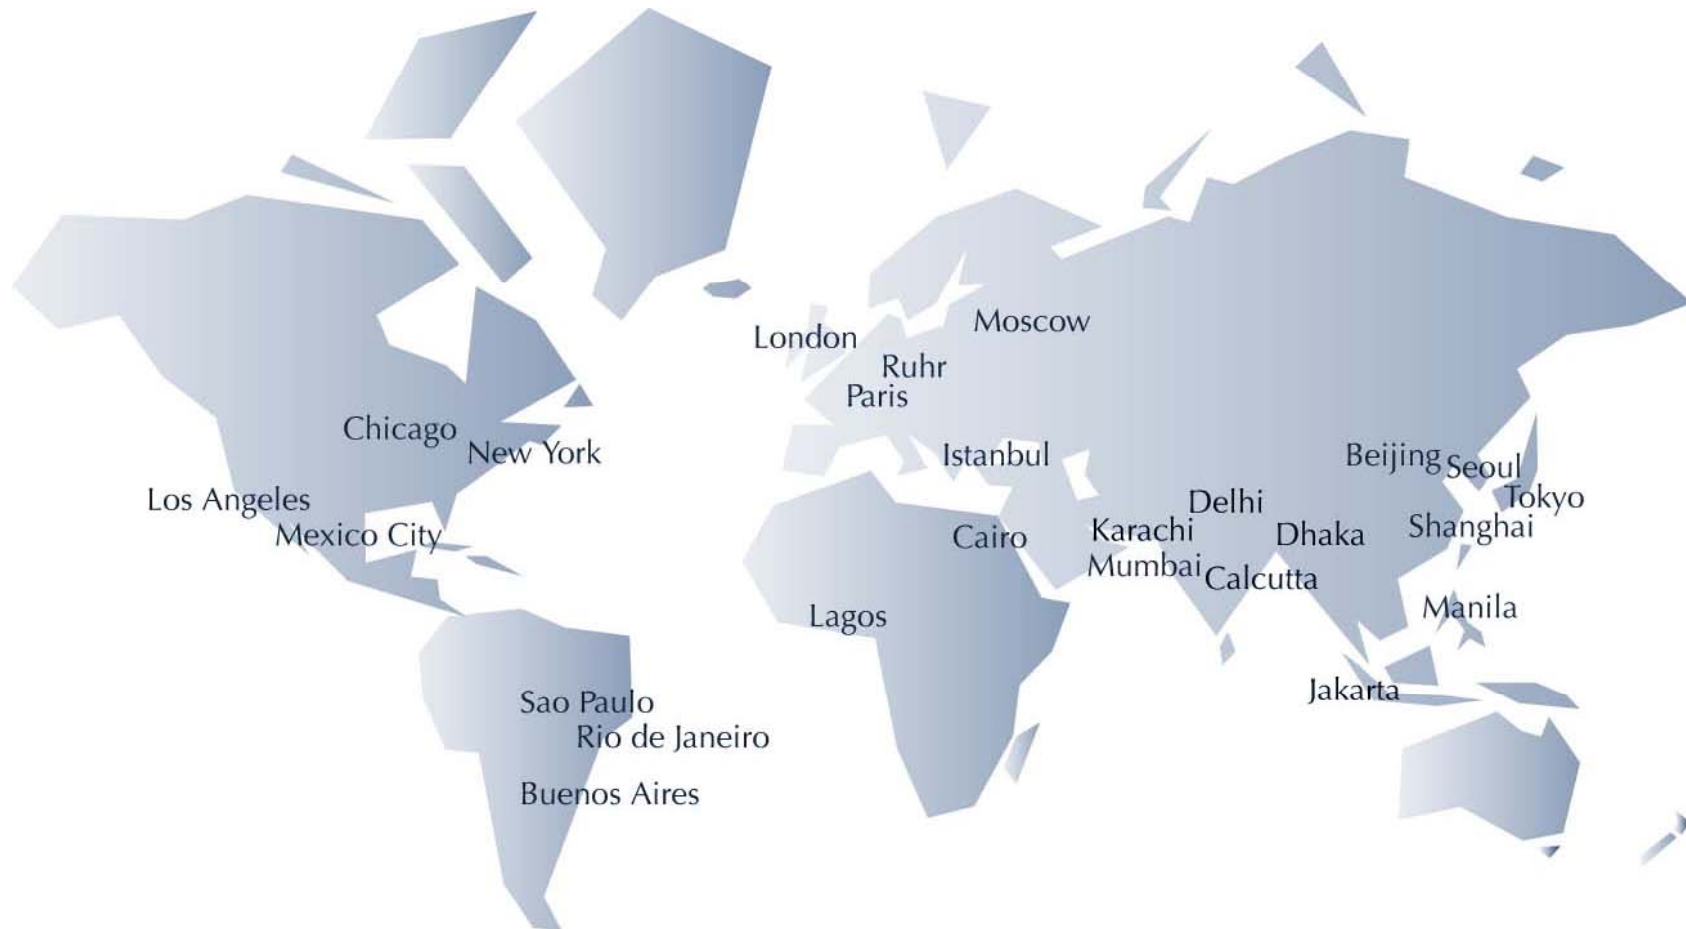 London
Moscow
Ruhr
Paris
Chicago
New York
Istanbul
Beijing
Seoul
Los Angeles
Delhi
Tokyo
Mexico City
Cairo
Karachi
Dhaka
Shanghai
Mumbai
Calcutta
Lagos
Manila
Sao Paulo
Jakarta
Rio de Janeiro
Buenos Aires